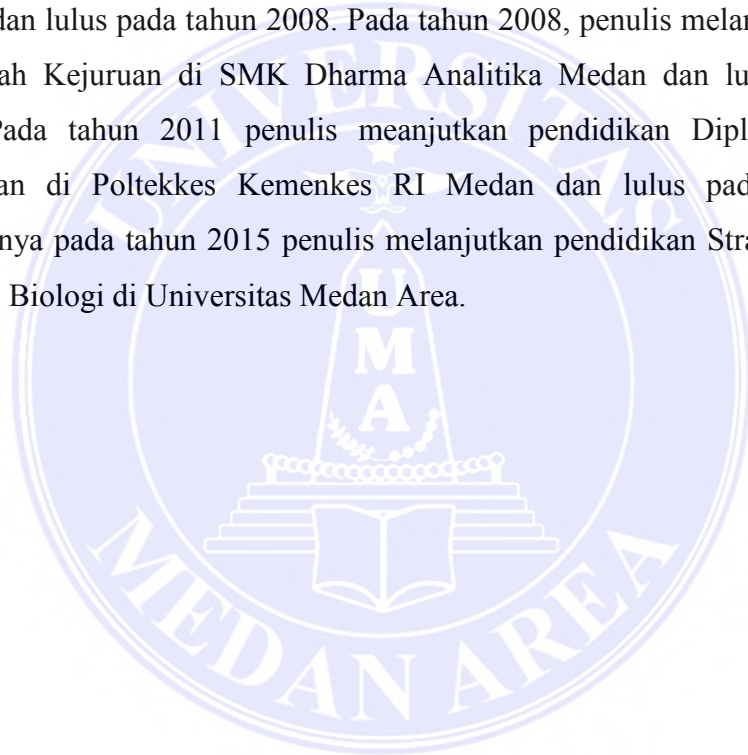 dan lulus pada tahun 2008. Pada tahun 2008, penulis melan
ah Kejuruan di SMK Dharma Analitika Medan dan lu
Pada tahun 2011 penulis meanjutkan pendidikan Dipl
an di Poltekkes Kemenkes RI Medan dan lulus pad
nya pada tahun 2015 penulis melanjutkan pendidikan Stra
Biologi di Universitas Medan Area.
UNIVERSITAS
U
M
A
MEDAN AREA